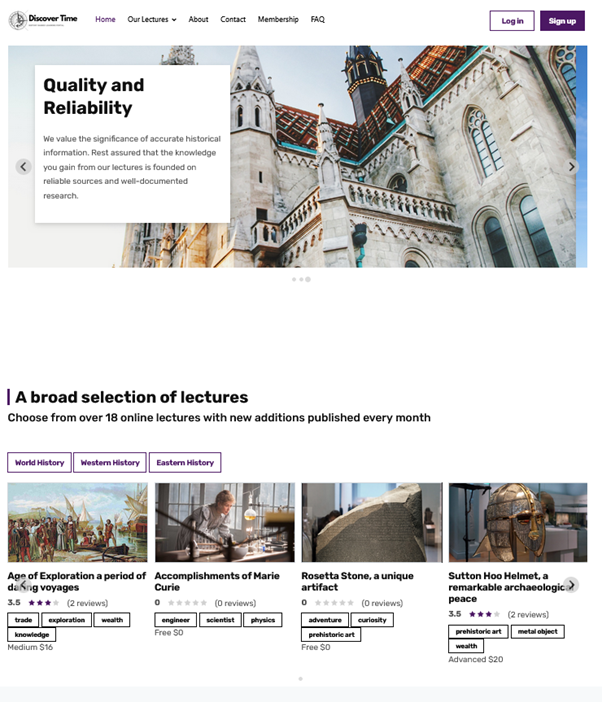 Discover Time
Home
Our Lectures
About
Contact
Membership
FAQ
Log in
Sign up
Quality and
Reliability
We value the significance of accurate historical
information. Rest assured that the knowledge
you gain from our lectures is founded on
reliable sources and well-documented
research.
A broad selection of lectures
Choose from over 18 online lectures with new additions published every month
World History
Western History
Eastern History
Age of Exploration a period of
daring voyages
3.5
(2 reviews)
trade
exploration
wealth
knowledge
Medium $16
Accomplishments of Marie
Curie
0
(0 reviews)
engineer
scientist
physics
Free $0
Rosetta Stone, a unique
artifact
0
(0 reviews)
adventure
curiosity
prehistoric art
Free $0
Sutton Hoo Helmet, a
remarkable archaeological
peace
3.5
(2 reviews)
prehistoric art
metal object
wealth
Advanced $20